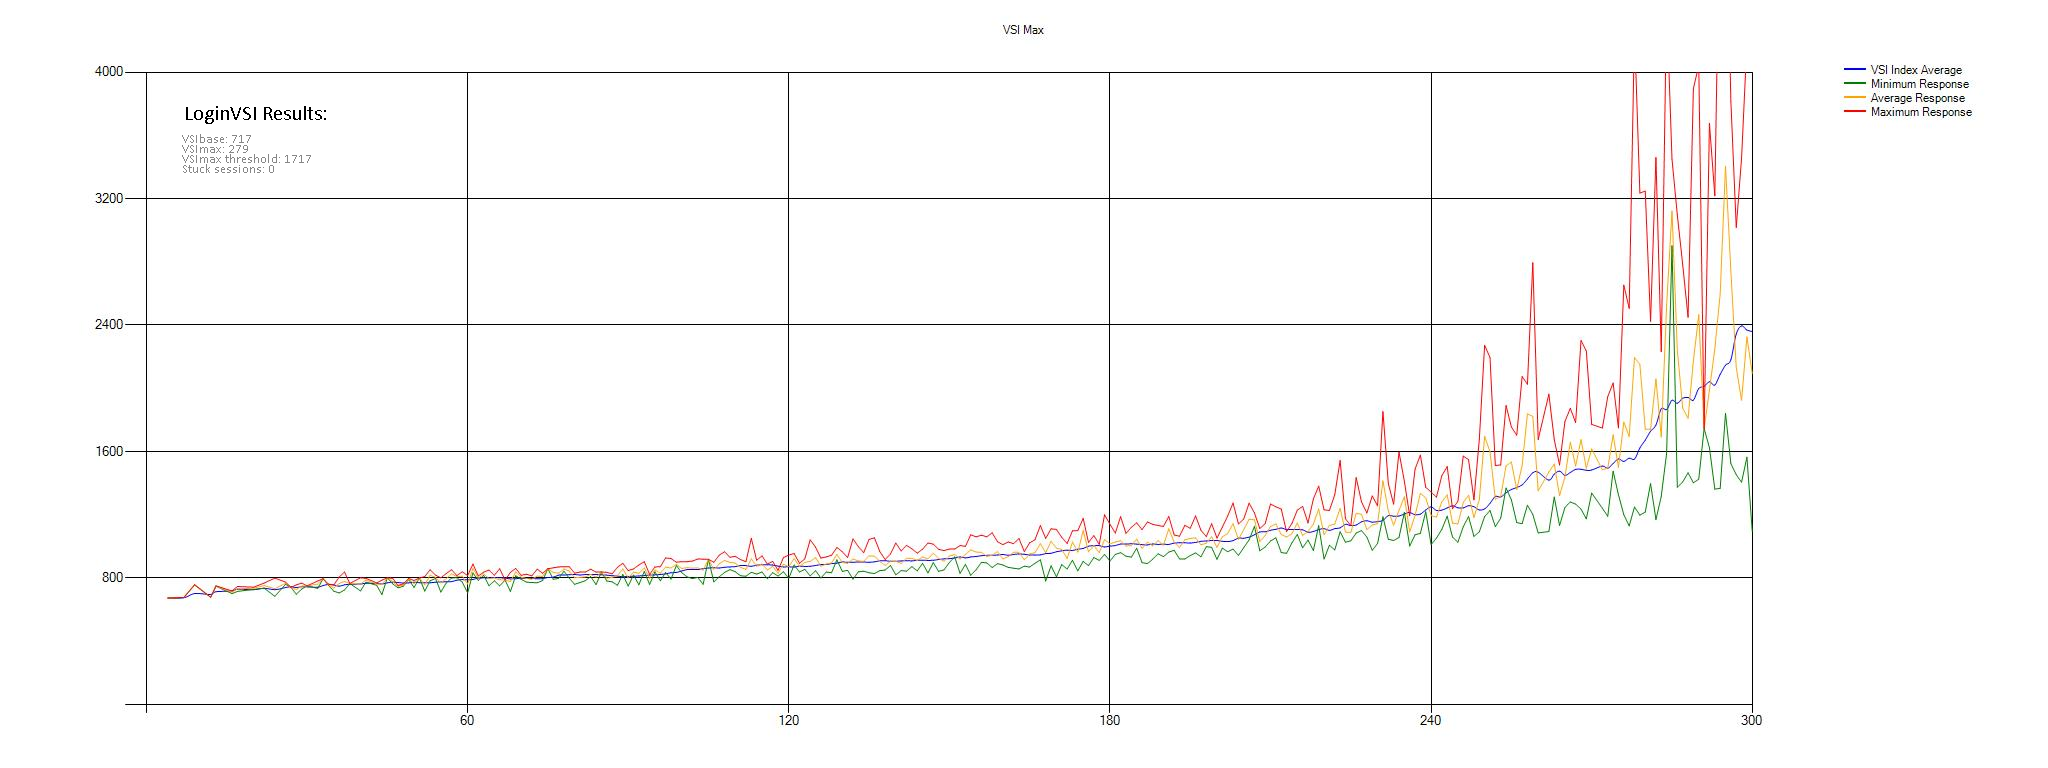 VSI Max
4000
3200
2400
1600
800
60
120
180
240
300
LoginVSI Results:
VSIbase: 717
VSImax: 279
VSImax threshold: 1717
Stuck sessions: 0
VSI Index Average
Minimum Response
Average Response
Maximum Response